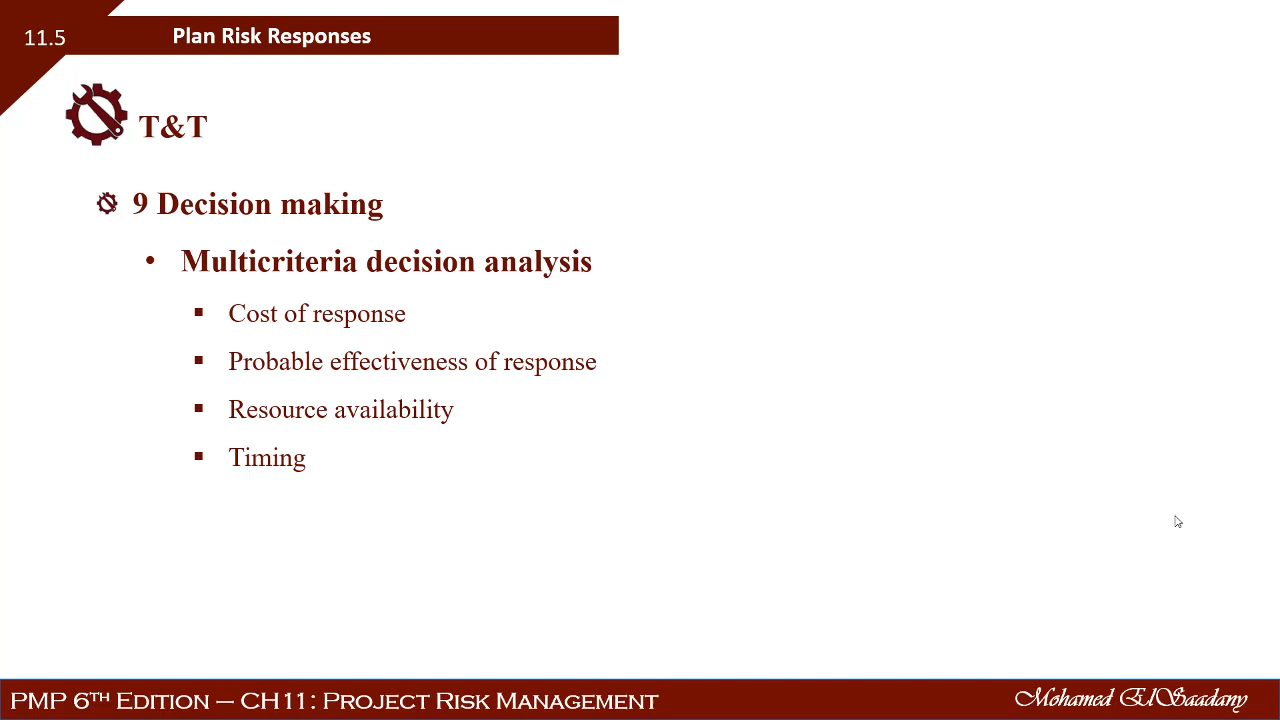 11.5
Plan Risk Responses
T&T
9 Decision making
• Multicriteria decision analysis
▪ Cost of response
▪ Probable effectiveness of response
▪ Resource availability
▪ Timing
PMP 6TH EDITION – CH11: PROJECT RISK MANAGEMENT
Mohamed ElSaadany